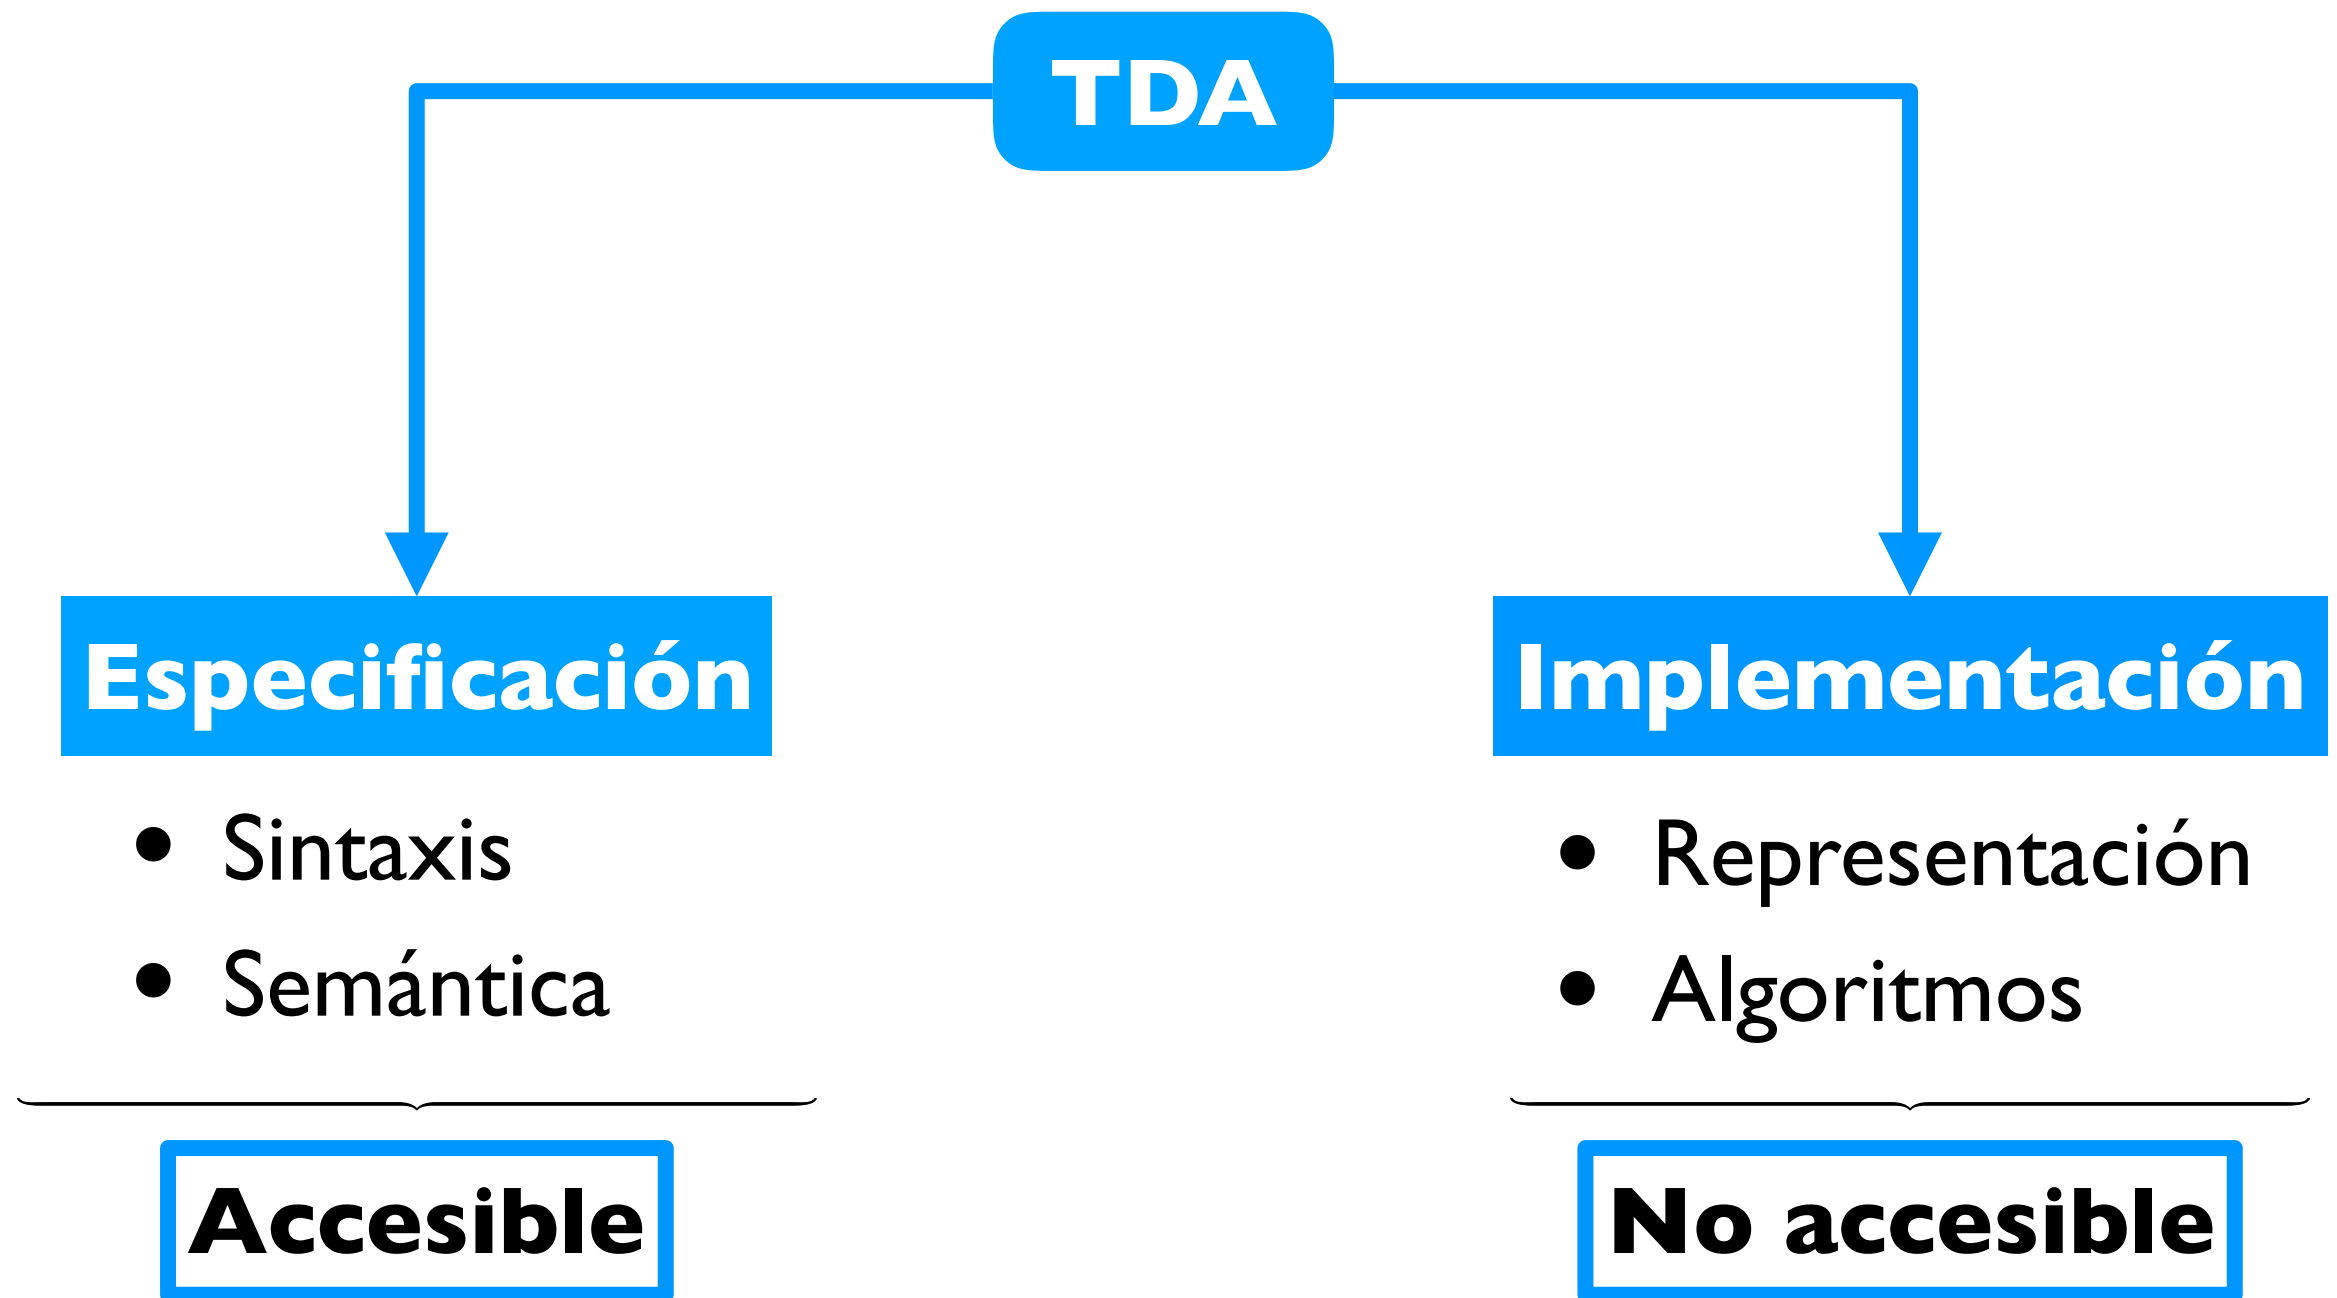 TDA
Especificación
• Sintaxis
• Semántica
Accesible
Implementación
• Representación
• Algoritmos
No accesible